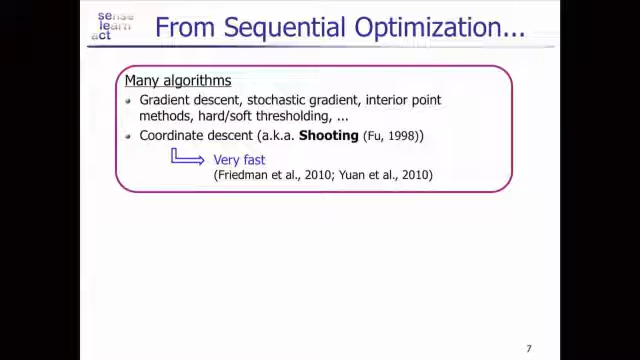 sense
learn
act
From Sequential Optimization...
Many algorithms
Gradient descent, stochastic gradient, interior point
methods, hard/soft thresholding, ...
Coordinate descent (a.k.a. Shooting (Fu, 1998))
Very fast
(Friedman et al., 2010; Yuan et al., 2010)
7